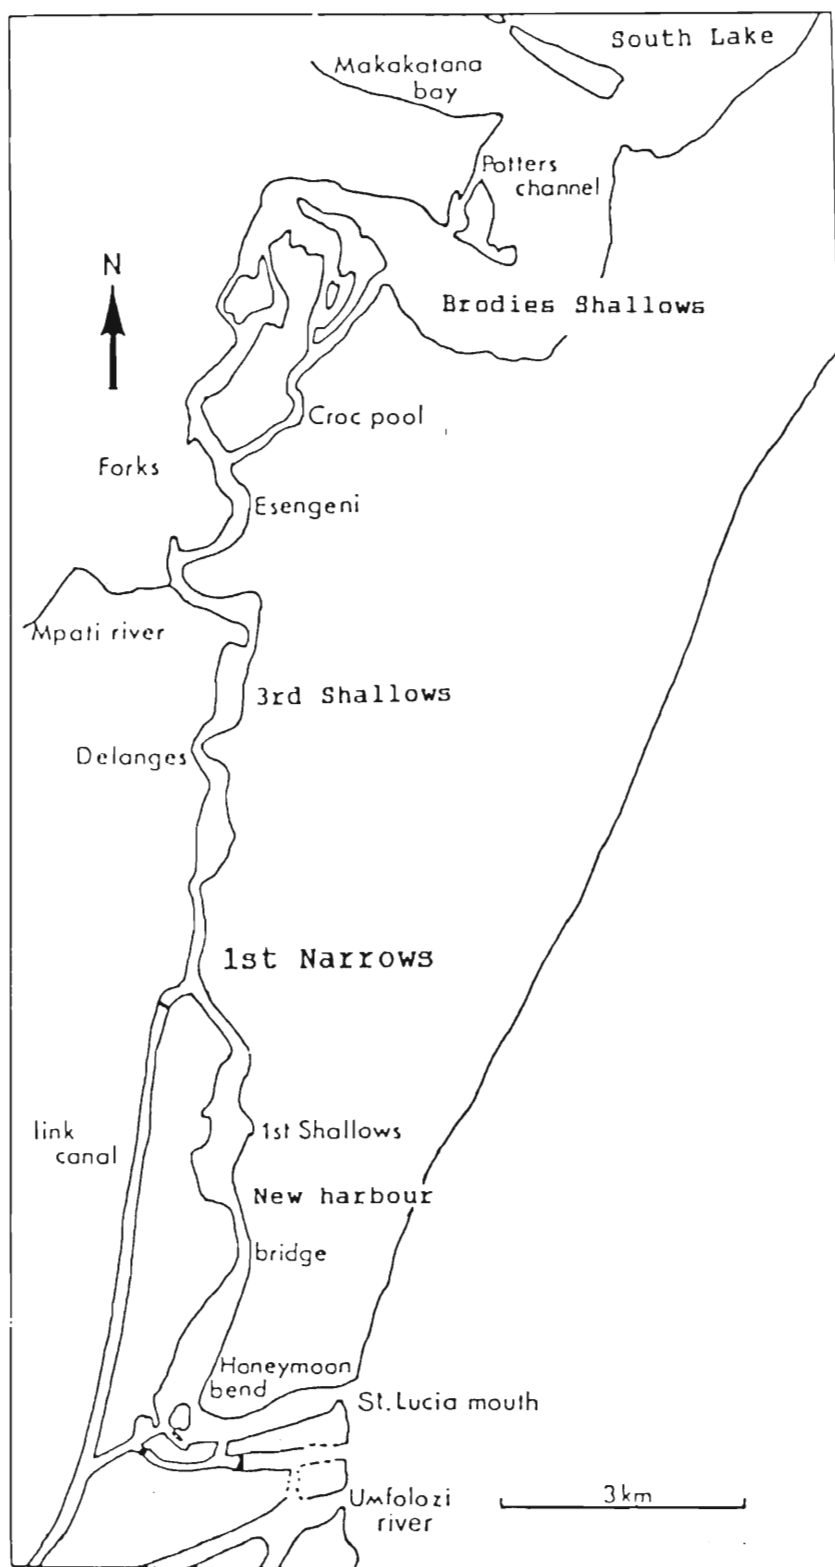 South Lake
Makakatana
bay
Potters
channel
N
Brodies Shallows
Croc pool
Forks
Esengeni
Mpati river
3rd Shallows
Delanges
1st Narrows
link
canal
1st Shallows
New harbour
bridge
Honeymoon
bend
St. Lucia mouth
3km
Umfolozi
river